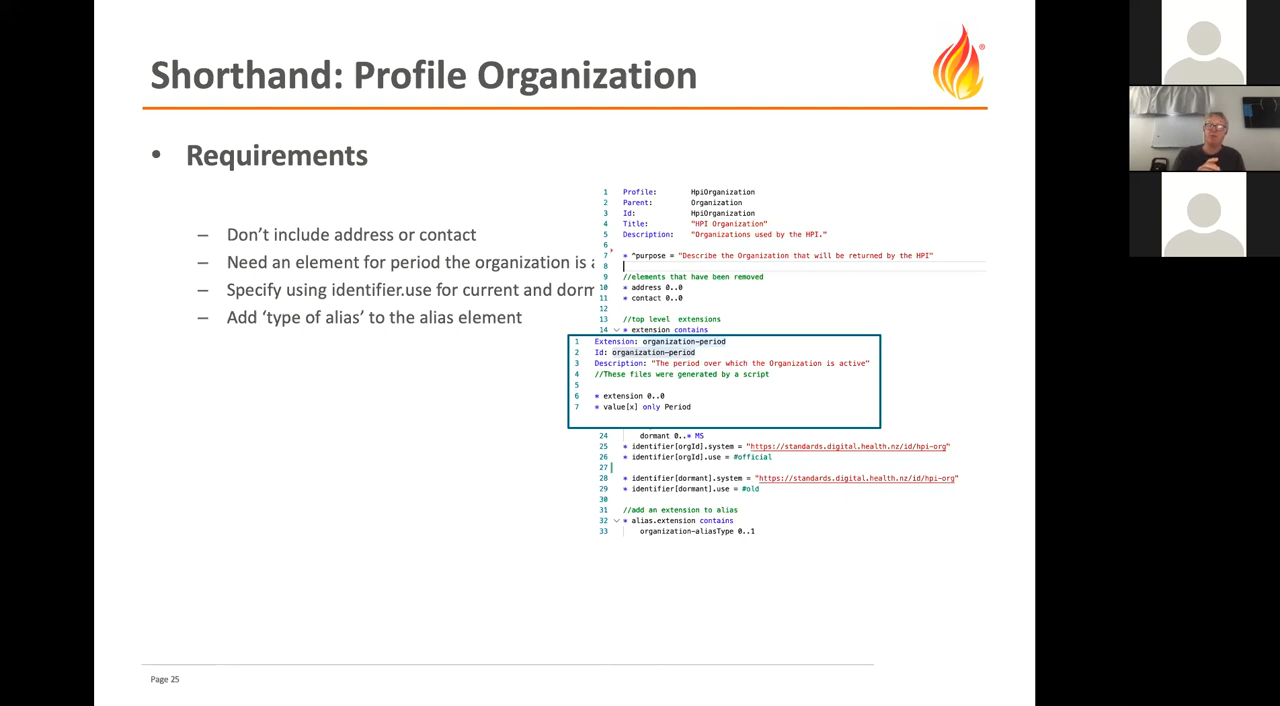 Shorthand: Profile Organization
®
• Requirements
– Don’t include address or contact
– Need an element for period the organization is a
– Specify using identifier.use for current and dorm
– Add ‘type of alias’ to the alias element
1 Profile: HpiOrganization
2 Parent: Organization
3 Id: HpiOrganization
4 Title: "HPI Organization"
5 Description: "Organizations used by the HPI."
6
7 * ^purpose = "Describe the Organization that will be returned by the HPI"
8
9 //elements that have been removed
10 * address 0..0
11 * contact 0..0
12
13 //top level extensions
14 * extension contains
1 Extension: organization-period
2 Id: organization-period
3 Description: "The period over which the Organization is active"
4 //These files were generated by a script
5
6 * extension 0..0
7 * value[x] only Period
24 dormant 0..* MS
25 * identifier[orgId].system = "https://standards.digital.health.nz/id/hpi-org"
26 * identifier[orgId].use = #official
27
28 * identifier[dormant].system = "https://standards.digital.health.nz/id/hpi-org"
29 * identifier[dormant].use = #old
30
31 //add an extension to alias
32 * alias.extension contains
33 organization-aliasType 0..1
Page 25